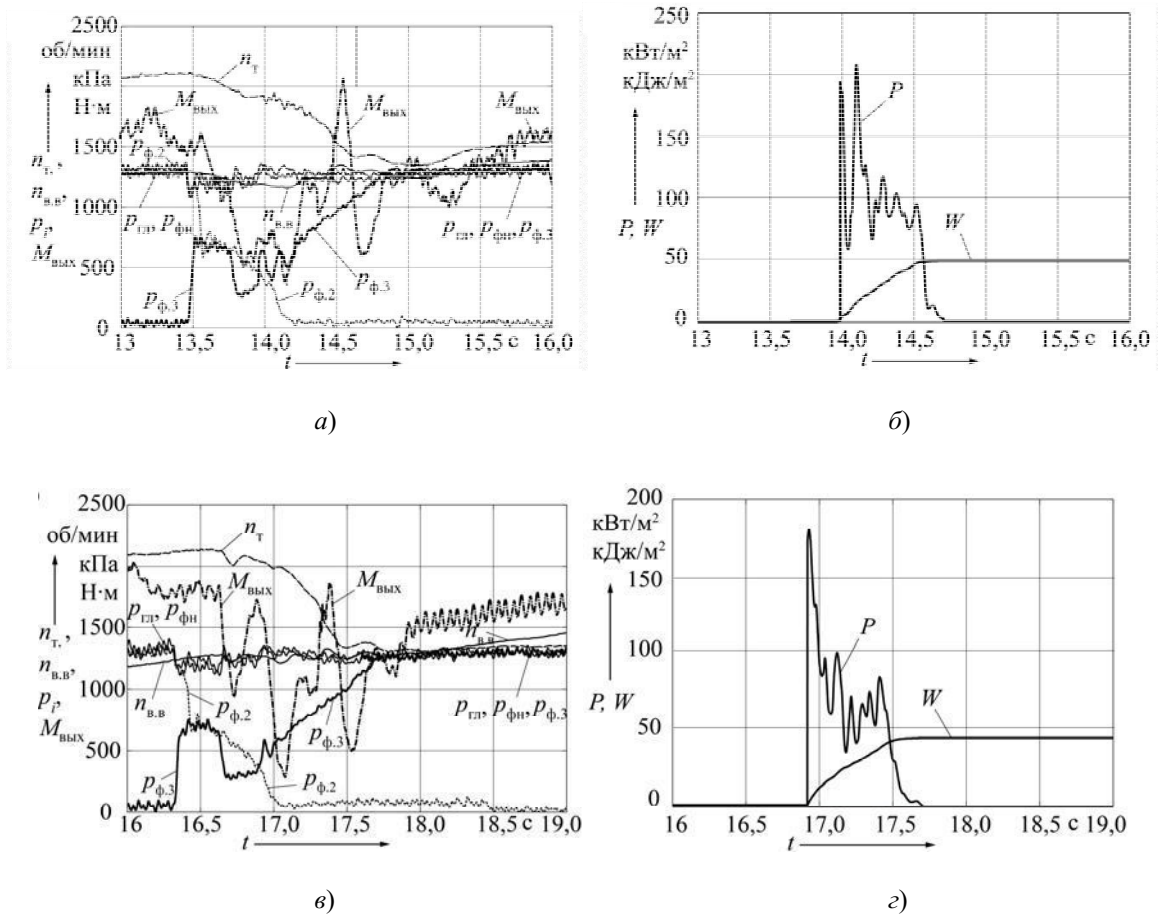 2500
об/мин
кПа
Н·м
1500
n_т, ,
n_в.в,
p_i,
M_вых
1000
500
0
n_т
M_вых
M_вых
M_вых
p_ф.2
p_гл, p_фн
n_в.в
p_гл, p_фн, p_ф.3
p_ф.3
p_ф.2
p_ф.3
13 13,5 14,0 14,5 15,0 15,5 с 16,0
t
а)
250
кВт/м²
кДж/м²
150
100
P, W
50
0
P
W
13 13,5 14,0 14,5 15,0 15,5 с 16,0
t
б)
2500
об/мин
кПа
Н·м
1500
n_т, ,
n_в.в,
p_i,
M_вых
1000
500
0
n_т
M_вых
M_вых
p_гл, p_фн
n_в.в
n_в.в
p_ф.2
p_гл, p_фн, p_ф.3
p_ф.3
p_ф.3
p_ф.2
16 16,5 17,0 17,5 18,0 18,5 с 19,0
t
в)
200
кВт/м²
кДж/м²
150
100
P, W
50
0
P
W
16 16,5 17,0 17,5 18,0 18,5 с 19,0
t
г)